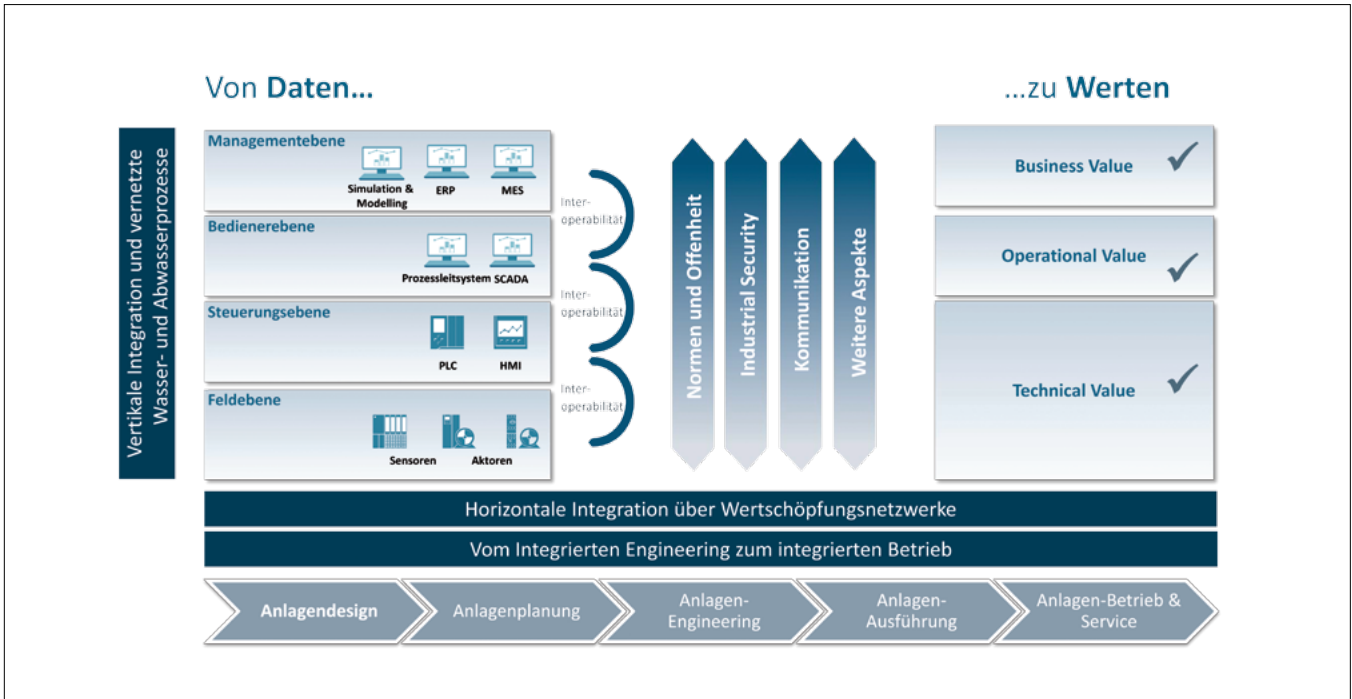 Von Daten...
...zu Werten
Vertikale Integration und vernetzte
Wasser- und Abwasserprozesse
Managementebene
Simulation &
Modelling
ERP
MES
Bedienerebene
Prozessleitsystem
SCADA
Steuerungsebene
PLC
HMI
Feldebene
Sensoren
Aktoren
Inter-
operabilität
Inter-
operabilität
Inter-
operabilität
Normen und Offenheit
Industrial Security
Kommunikation
Weitere Aspekte
Business Value
Operational Value
Technical Value
Horizontale Integration über Wertschöpfungsnetzwerke
Vom Integrierten Engineering zum integrierten Betrieb
Anlagendesign
Anlagenplanung
Anlagen-
Engineering
Anlagen-
Ausführung
Anlagen-Betrieb &
Service